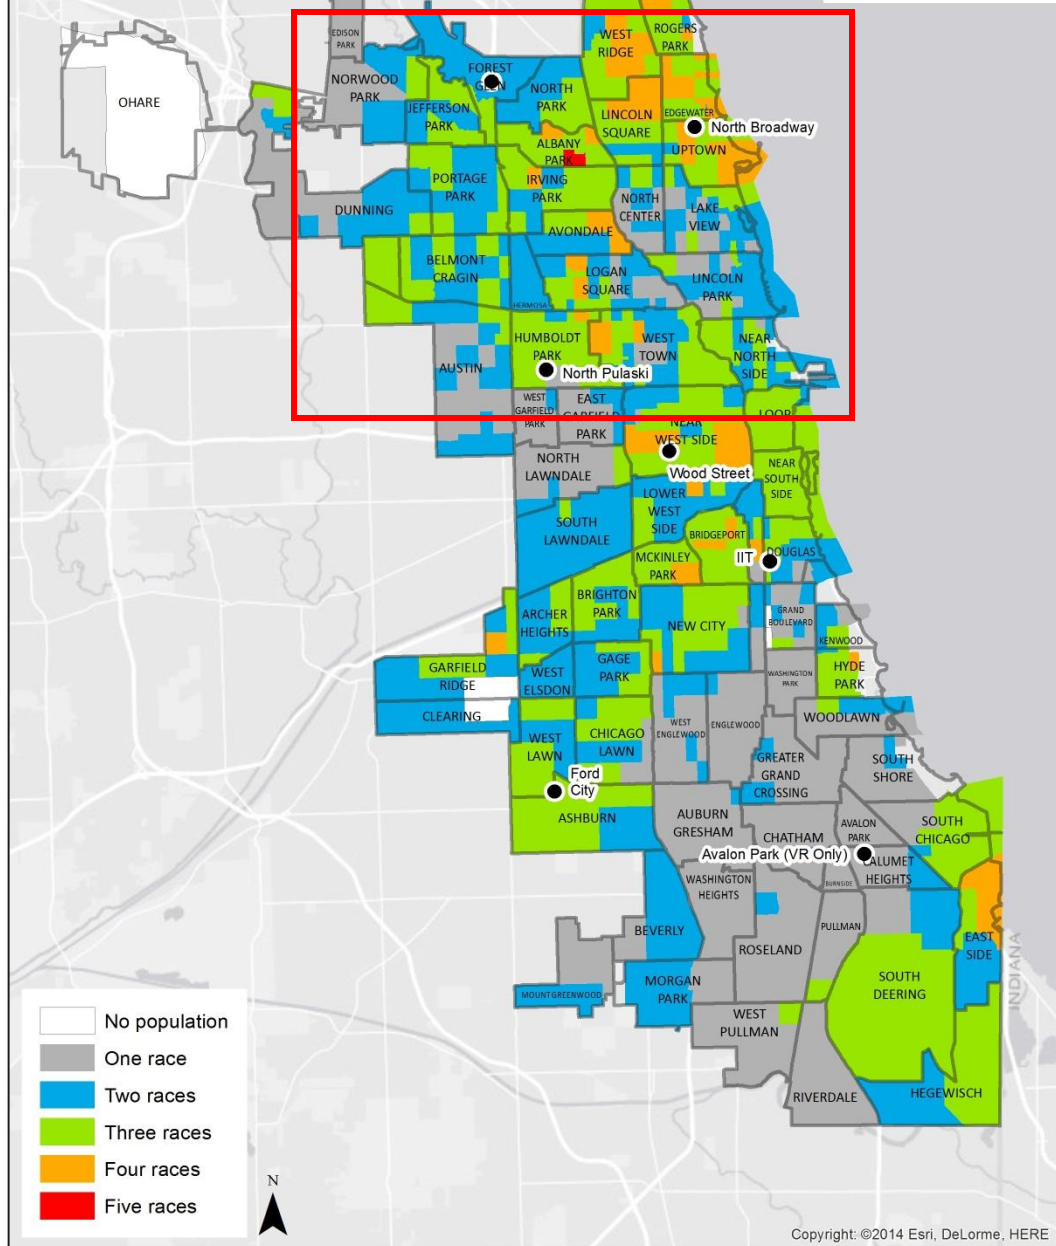 EDISON
PARK
WEST
RIDGE
ROGERS
PARK
OHARE
NORWOOD
PARK
FOREST
GLEN
JEFFERSON
PARK
NORTH
PARK
LINCOLN
SQUARE
EDGEWATER
North Broadway
UPTOWN
ALBANY
PARK
PORTAGE
PARK
IRVING
PARK
DUNNING
NORTH
CENTER
LAKE
VIEW
AVONDALE
BELMONT
CRAGIN
LOGAN
SQUARE
LINCOLN
PARK
HERMOSA
HUMBOLDT
PARK
WEST
TOWN
NEAR
NORTH
SIDE
AUSTIN
North Pulaski
WEST
GARFIELD
PARK
EAST
GARFIELD
PARK
LOOP
NEAR
WEST SIDE
Wood Street
NORTH
LAWNDALE
NEAR
SOUTH
SIDE
LOWER
WEST
SIDE
SOUTH
LAWNDALE
BRIDGEPORT
IIT
DOUGLAS
MCKINLEY
PARK
BRIGHTON
PARK
ARCHER
HEIGHTS
NEW CITY
GRAND
BOULEVARD
KENWOOD
GARFIELD
RIDGE
WEST
ELSDON
GAGE
PARK
WASHINGTON
PARK
HYDE
PARK
CLEARING
WEST
ENGLEWOOD
ENGLEWOOD
WOODLAWN
WEST
LAWN
CHICAGO
LAWN
GREATER
GRAND
CROSSING
SOUTH
SHORE
Ford
City
ASHBURN
AUBURN
GRESHAM
CHATHAM
AVALON
PARK
SOUTH
CHICAGO
Avalon Park (VR Only)
CALUMET
HEIGHTS
WASHINGTON
HEIGHTS
BURNSIDE
BEVERLY
PULLMAN
ROSELAND
EAST
SIDE
INDIANA
MOUNT GREENWOOD
MORGAN
PARK
SOUTH
DEERING
WEST
PULLMAN
RIVERDALE
HEGEWISCH
No population
One race
Two races
Three races
Four races
Five races
N
Copyright: ©2014 Esri, DeLorme, HERE